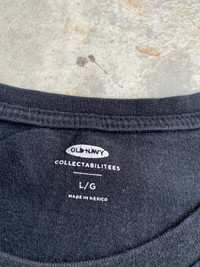 OLD NAVY
COLLECTABILITEES
L/G
MADE IN MEXICO